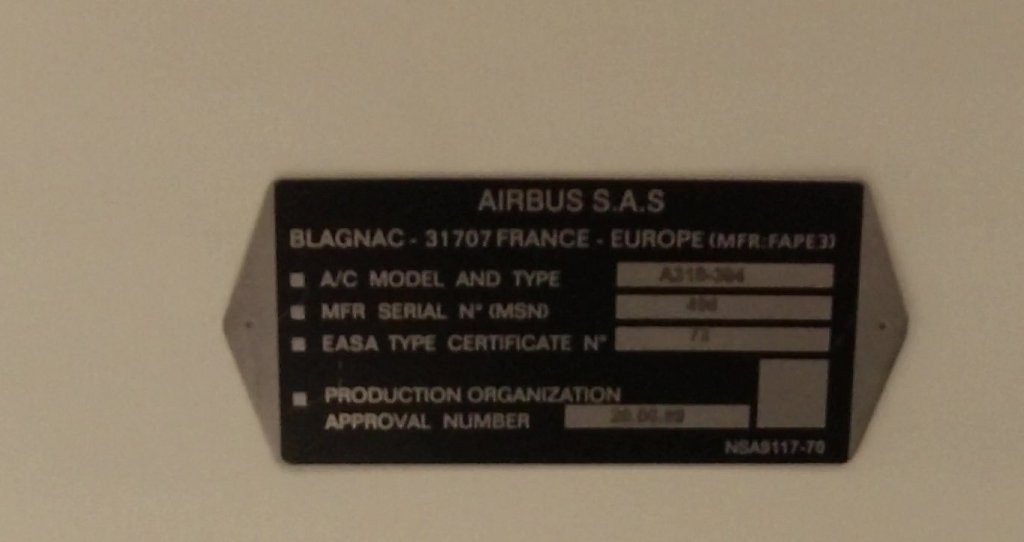 AIRBUS S.A.S
BLAGNAC - 31707 FRANCE - EUROPE (MFR:FAPE3)
A/C MODEL AND TYPE
MFR SERIAL N° (MSN)
EASA TYPE CERTIFICATE N°
PRODUCTION ORGANIZATION
APPROVAL NUMBER
NSA9117-70